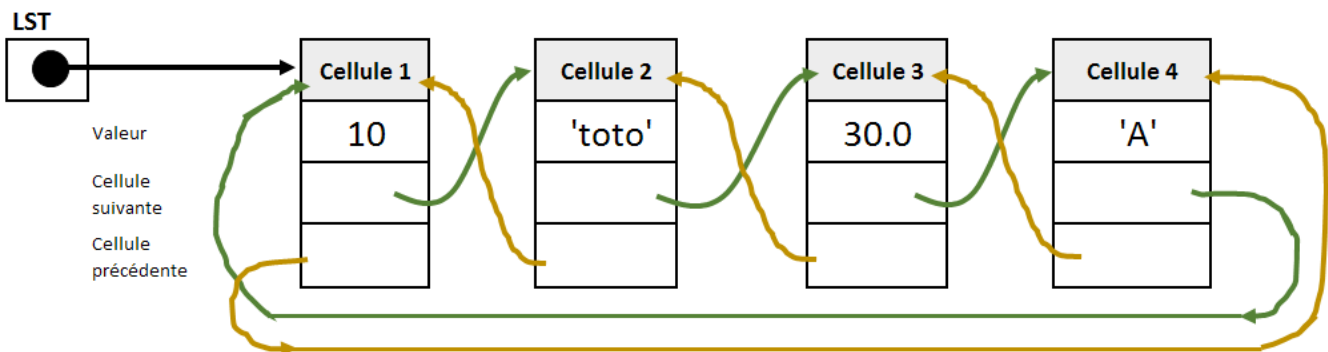 LST
Cellule 1 Cellule 2 Cellule 3 Cellule 4
Valeur 10 'toto' 30.0 'A'
Cellule
suivante
Cellule
précédente